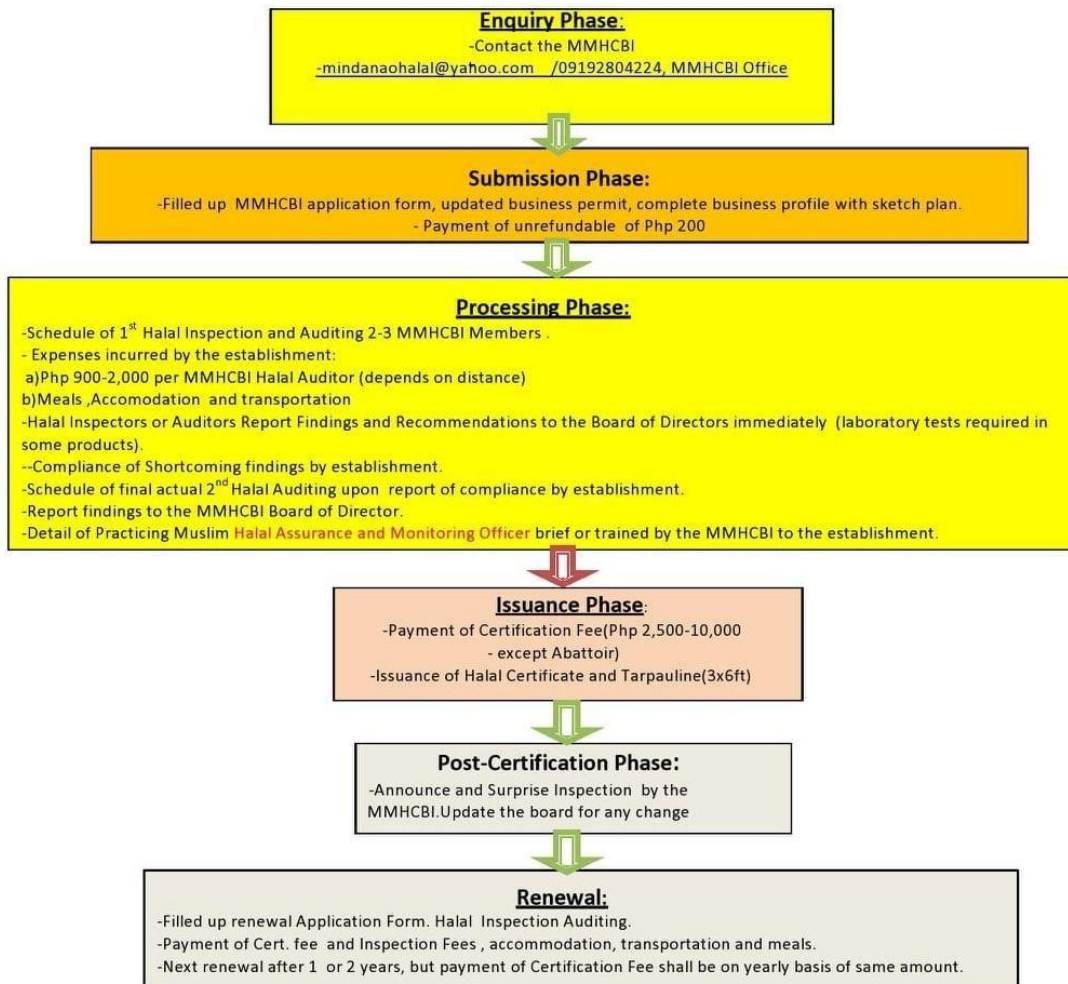 Enquiry Phase:
-Contact the MMHCBI
-mindanaohalal@yahoo.com /09192804224, MMHCBI Office
Submission Phase:
-Filled up MMHCBI application form, updated business permit, complete business profile with sketch plan.
- Payment of unrefundable of Php 200
Processing Phase:
-Schedule of 1st Halal Inspection and Auditing 2-3 MMHCBI Members .
- Expenses incurred by the establishment:
a)Php 900-2,000 per MMHCBI Halal Auditor (depends on distance)
b)Meals ,Accomodation and transportation
-Halal Inspectors or Auditors Report Findings and Recommendations to the Board of Directors immediately (laboratory tests required in
some products).
--Compliance of Shortcoming findings by establishment.
-Schedule of final actual 2nd Halal Auditing upon report of compliance by establishment.
-Report findings to the MMHCBI Board of Director.
-Detail of Practicing Muslim Halal Assurance and Monitoring Officer brief or trained by the MMHCBI to the establishment.
Issuance Phase:
-Payment of Certification Fee(Php 2,500-10,000
- except Abattoir)
-Issuance of Halal Certificate and Tarpauline(3x6ft)
Post-Certification Phase:
-Announce and Surprise Inspection by the
MMHCBI.Update the board for any change
Renewal:
-Filled up renewal Application Form. Halal Inspection Auditing.
-Payment of Cert. fee and Inspection Fees , accommodation, transportation and meals.
-Next renewal after 1 or 2 years, but payment of Certification Fee shall be on yearly basis of same amount.